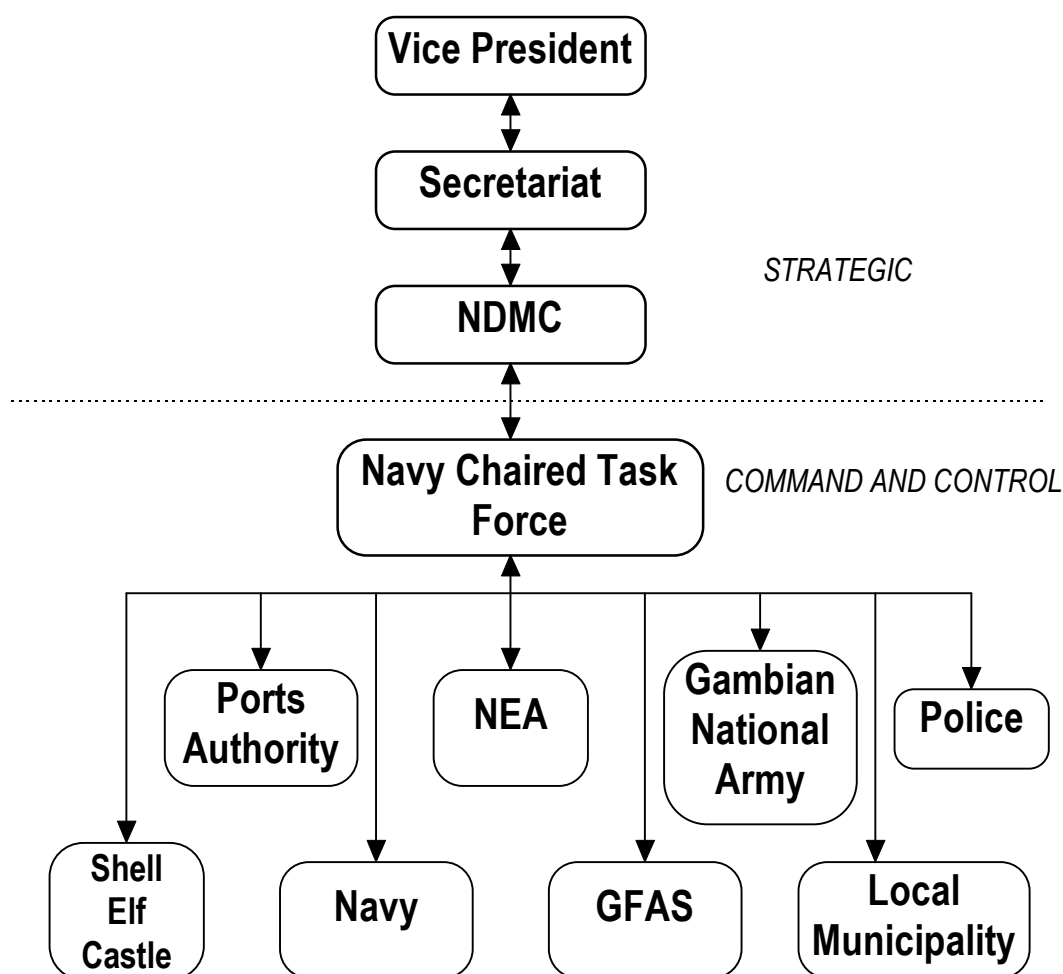 Vice President
Secretariat
STRATEGIC
NDMC
Navy Chaired Task
Force
COMMAND AND CONTROL
Ports
Authority
NEA
Gambian
National
Army
Police
Shell
Elf
Castle
Navy
GFAS
Local
Municipality